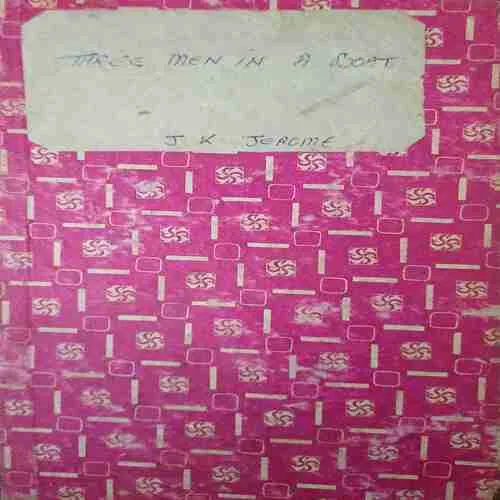 THREE MEN IN A BOAT
J K JEROME